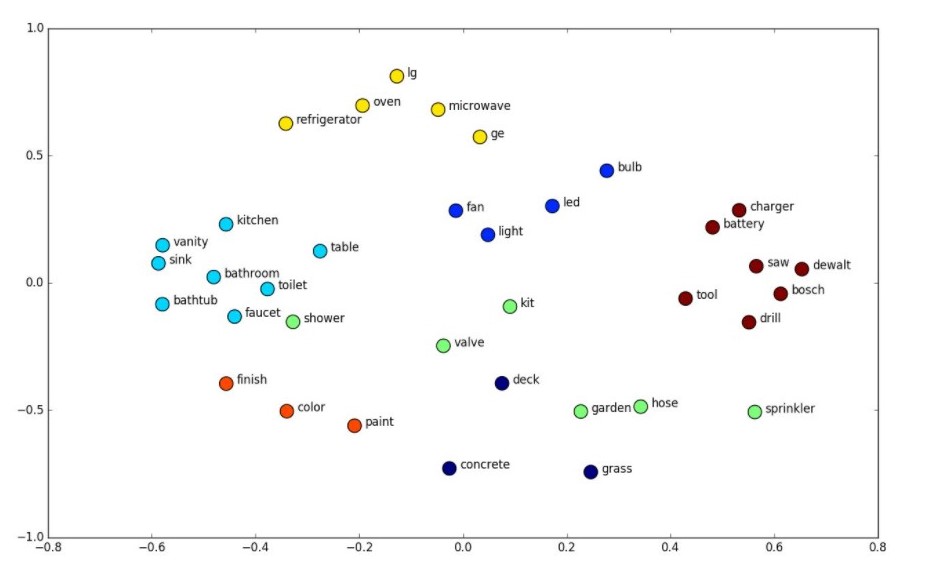 1.0
lg
oven
microwave
refrigerator
ge
0.5
bulb
led
fan
charger
kitchen
battery
light
vanity
table
sink
saw
dewalt
bathroom
0.0
toilet
bosch
tool
bathtub
kit
faucet
shower
drill
valve
finish
deck
color
hose
garden
sprinkler
−0.5
paint
concrete
grass
−1.0
−0.8 −0.6 −0.4 −0.2 0.0 0.2 0.4 0.6 0.8